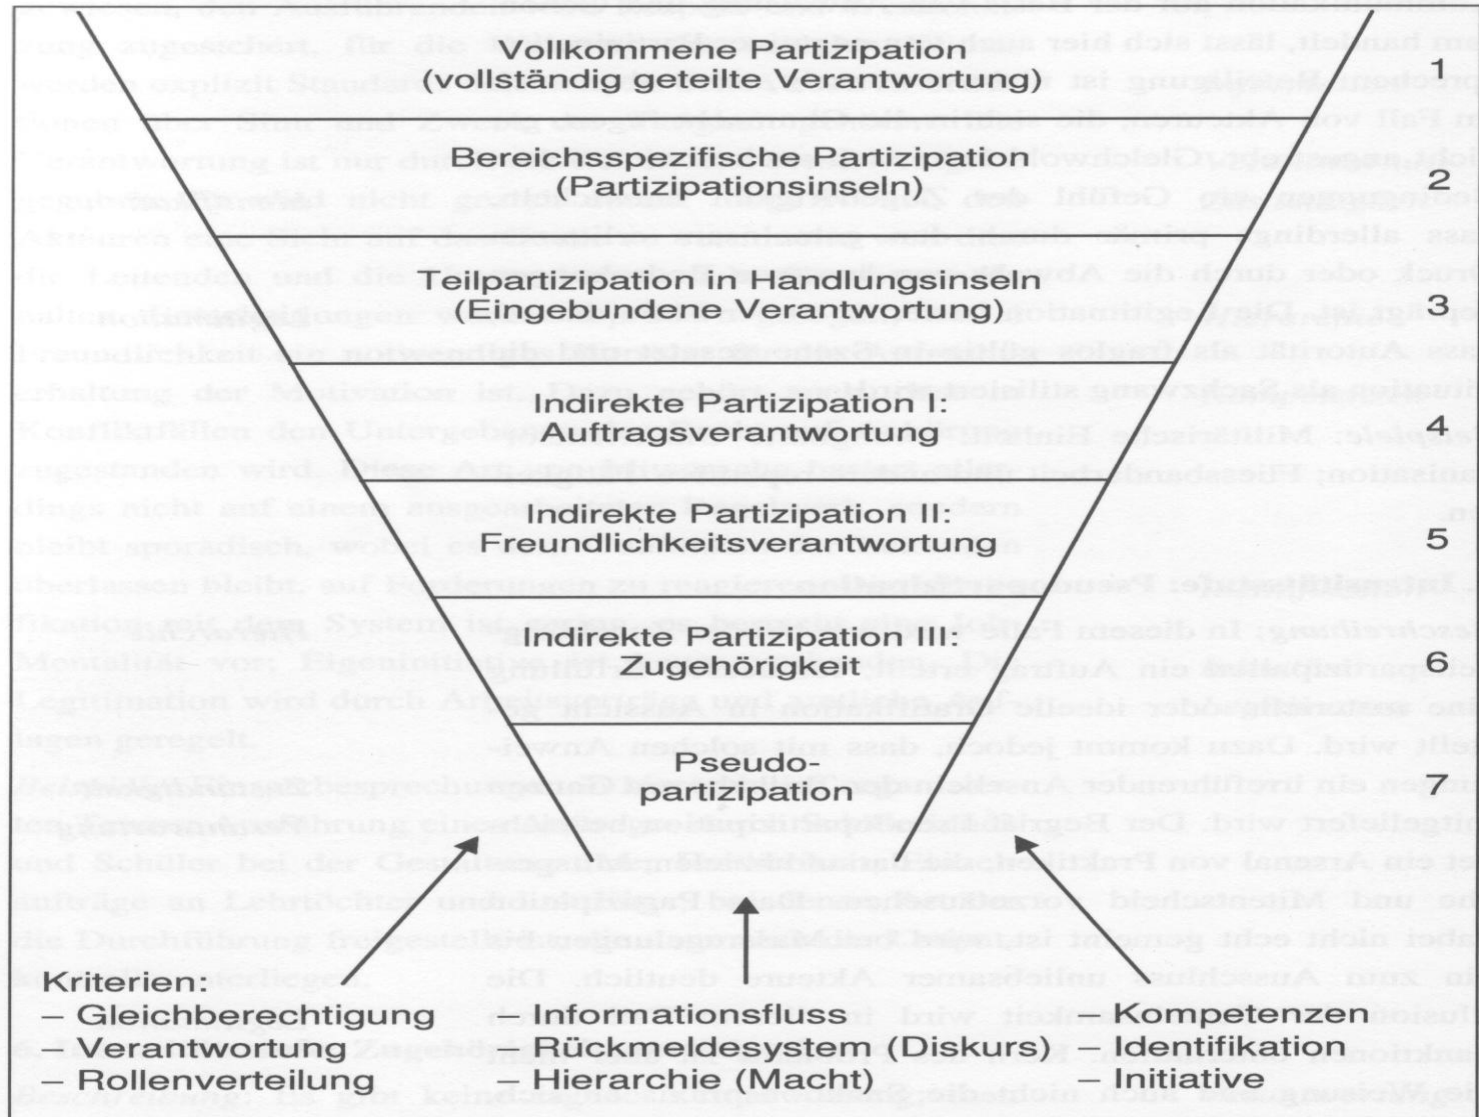 Vollkommene Partizipation
(vollständig geteilte Verantwortung)
1
Bereichsspezifische Partizipation
(Partizipationsinseln)
2
Teilpartizipation in Handlungsinseln
(Eingebundene Verantwortung)
3
Indirekte Partizipation I:
Auftragsverantwortung
4
Indirekte Partizipation II:
Freundlichkeitsverantwortung
5
Indirekte Partizipation III:
Zugehörigkeit
6
Pseudo-
partizipation
7
Kriterien:
– Gleichberechtigung
– Verantwortung
– Rollenverteilung
– Informationsfluss
– Rückmeldesystem (Diskurs)
– Hierarchie (Macht)
– Kompetenzen
– Identifikation
– Initiative